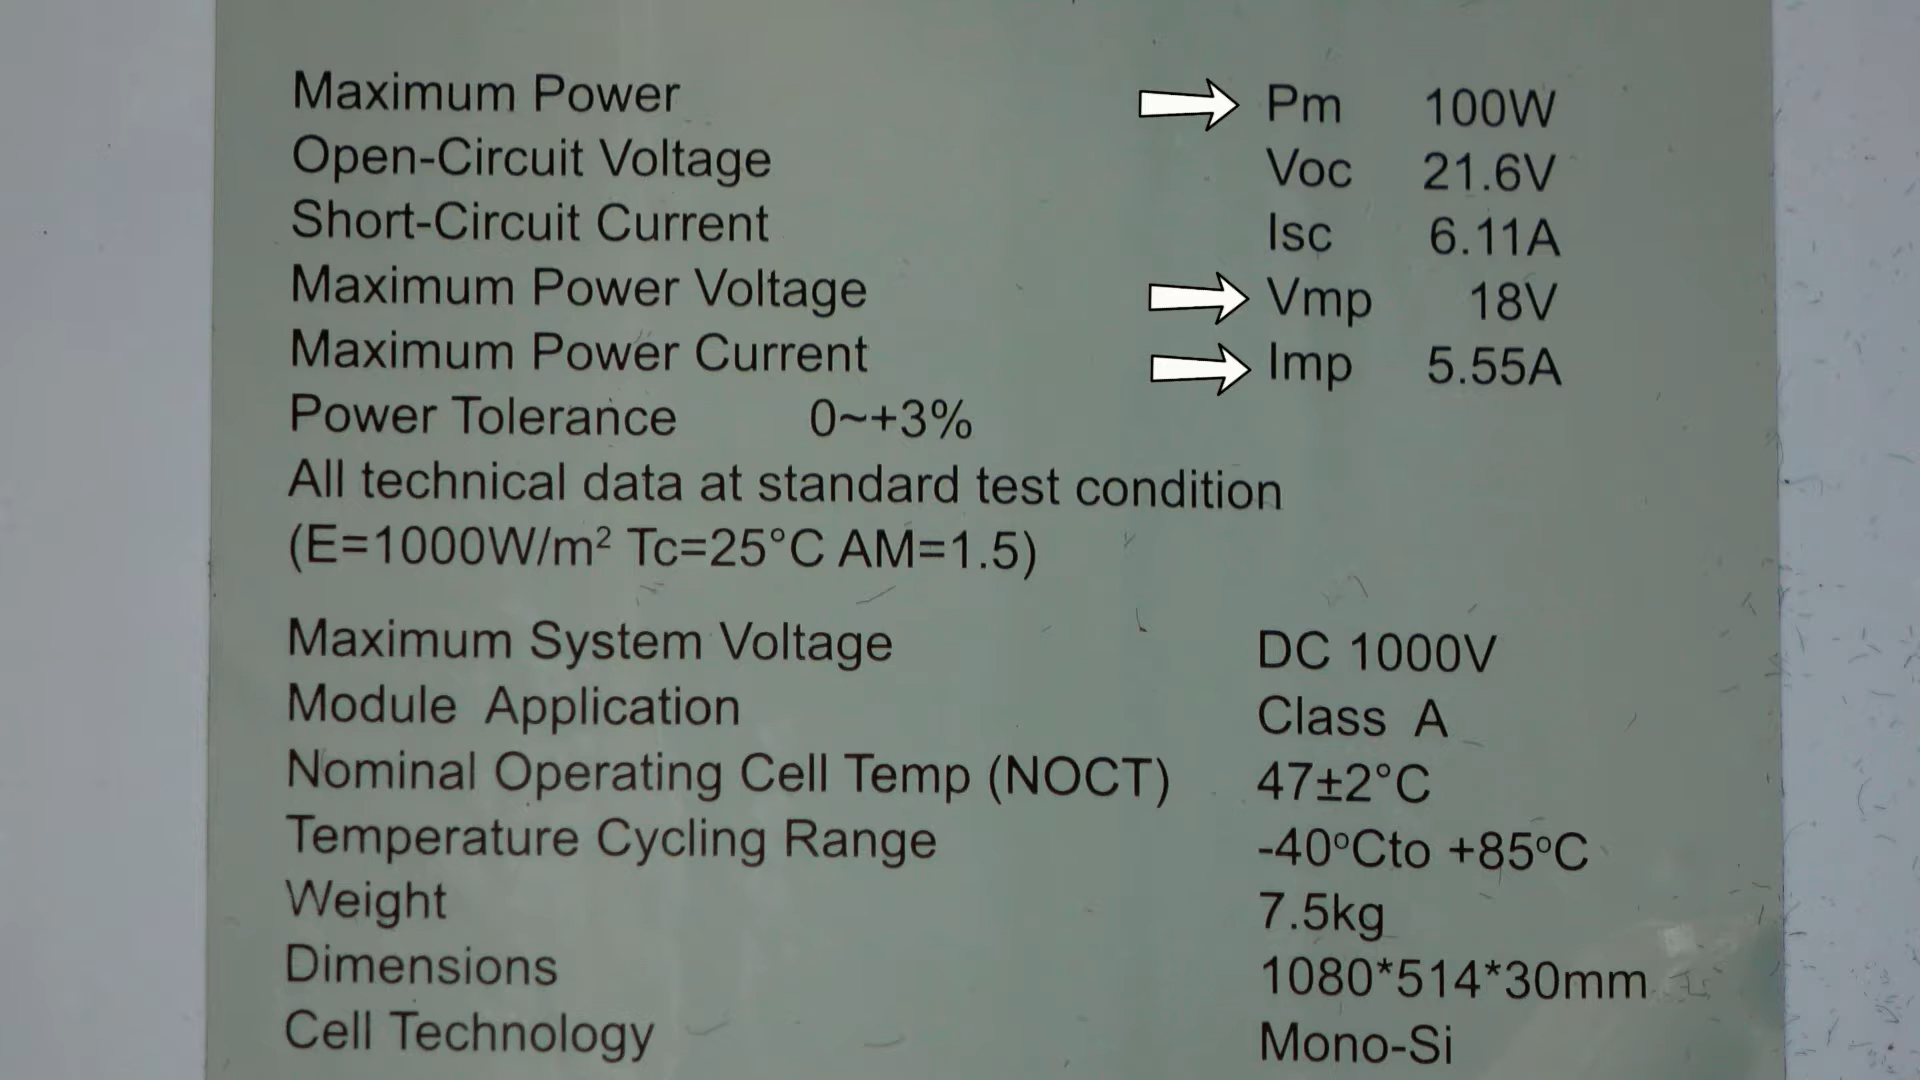 Maximum Power Pm 100W
Open-Circuit Voltage Voc 21.6V
Short-Circuit Current Isc 6.11A
Maximum Power Voltage Vmp 18V
Maximum Power Current Imp 5.55A
Power Tolerance 0~+3%
All technical data at standard test condition
(E=1000W/m² Tc=25°C AM=1.5)
Maximum System Voltage DC 1000V
Module Application Class A
Nominal Operating Cell Temp (NOCT) 47±2°C
Temperature Cycling Range -40°Cto +85°C
Weight 7.5kg
Dimensions 1080*514*30mm
Cell Technology Mono-Si